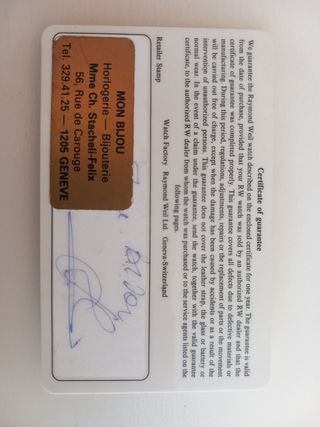 Certificate of guarantee
We guarantee the Raymond Weil watch described on the enclosed certificate for one year. The guarantee is valid
from the date of purchase, provided that your RW watch was sold by an authorized RW dealer and that the
certificate of guarantee was completed properly. This guarantee covers all defects due to defective materials or
manufacturing. During this period, regulations, adjustments, repairs or the replacement of parts or the movement
will be carried out free of charge, except when the damage has been caused by accidents or as a result of the
intervention of unauthorized persons. This guarantee does not cover the leather strap, the glass or battery or
normal wear. In the event of a claim under the guarantee, send the watch, together with the valid guarantee
certificate, to the authorized RW dealer from whom the watch was purchased or to the service agents listed on the
following pages.
Watch Factory Raymond Weil Ltd. Geneva-Switzerland
Retailer Stamp
MON BIJOU
Horlogerie — Bijouterie
Mme Ch. Stacheli-Felix
56, Rue de Carouge
Tel. 329.41.25 — 1205 GENEVE